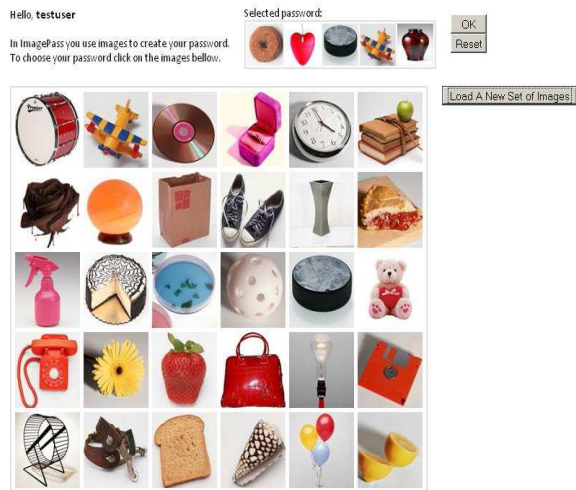 Hello, testuser
Selected password:
OK
Reset
In ImagePass you use images to create your password.
To choose your password click on the images bellow.
Load A New Set of Images